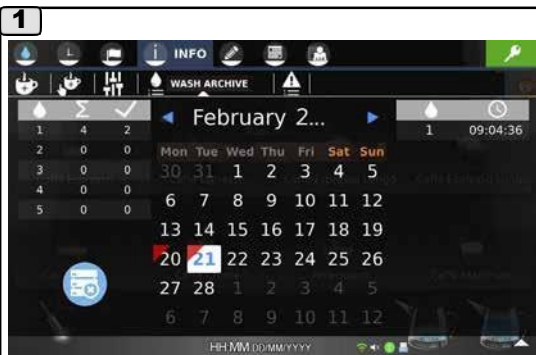 1
INFO
WASH ARCHIVE
Σ
1 4 2
2 0 0
3 0 0
4 0 0
5 0 0
February 2...
Mon Tue Wed Thu Fri Sat Sun
30 31 1 2 3 4 5
6 7 8 9 10 11 12
13 14 15 16 17 18 19
20 21 22 23 24 25 26
27 28 1 2 3 4 5
6 7 8 9 10 11 12
1 09:04:36
HH:MM DD/MM/YYYY